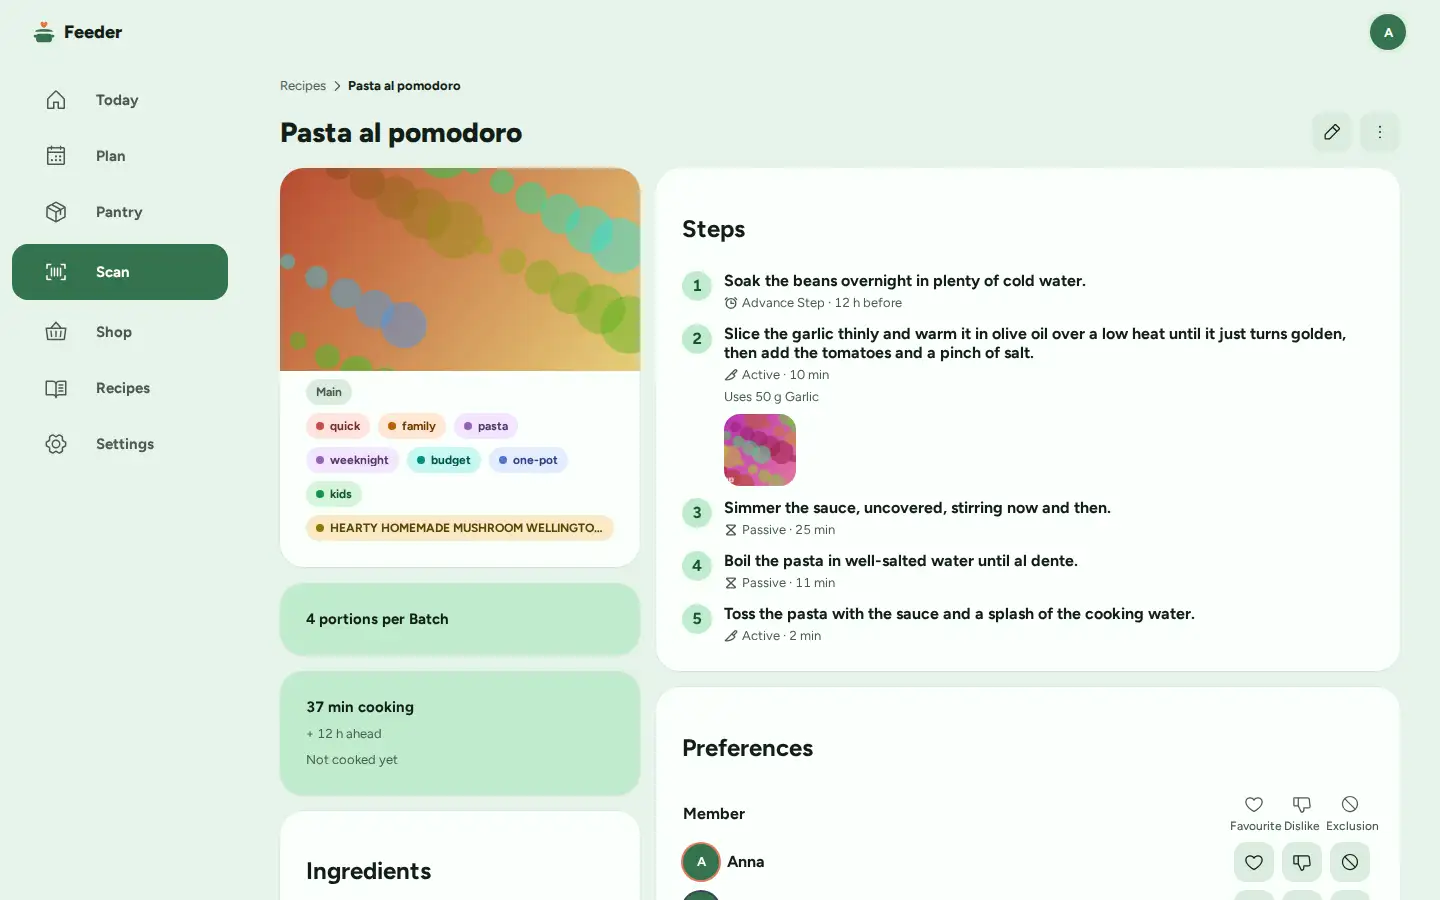 Feeder
A
Today
Plan
Pantry
Scan
Shop
Recipes
Settings
Recipes > Pasta al pomodoro
Pasta al pomodoro
Main
quick family pasta
weeknight budget one-pot
kids
HEARTY HOMEMADE MUSHROOM WELLINGTO...
4 portions per Batch
37 min cooking
+ 12 h ahead
Not cooked yet
Ingredients
Steps
1 Soak the beans overnight in plenty of cold water.
Advance Step · 12 h before
2 Slice the garlic thinly and warm it in olive oil over a low heat until it just turns golden,
then add the tomatoes and a pinch of salt.
Active · 10 min
Uses 50 g Garlic
3 Simmer the sauce, uncovered, stirring now and then.
Passive · 25 min
4 Boil the pasta in well-salted water until al dente.
Passive · 11 min
5 Toss the pasta with the sauce and a splash of the cooking water.
Active · 2 min
Preferences
Member
Favourite Dislike Exclusion
A Anna